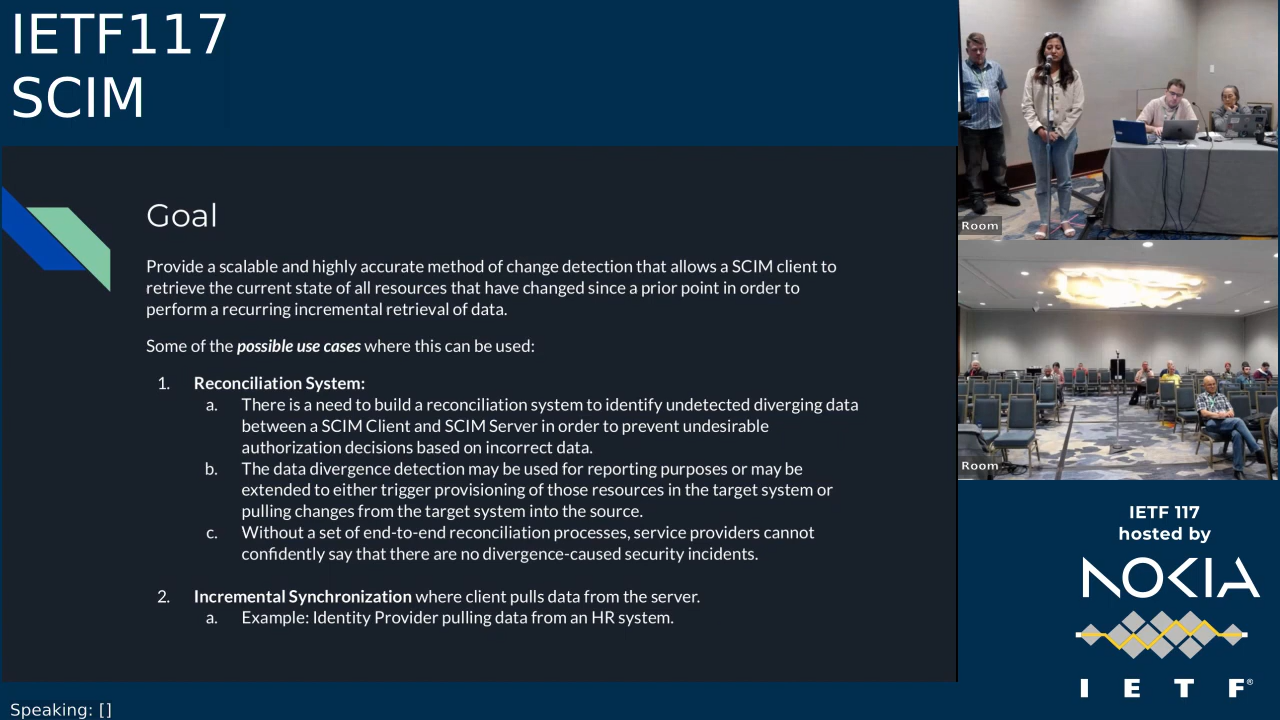 IETF117
SCIM
Goal
Provide a scalable and highly accurate method of change detection that allows a SCIM client to
retrieve the current state of all resources that have changed since a prior point in order to
perform a recurring incremental retrieval of data.
Some of the possible use cases where this can be used:
1. Reconciliation System:
a. There is a need to build a reconciliation system to identify undetected diverging data
between a SCIM Client and SCIM Server in order to prevent undesirable
authorization decisions based on incorrect data.
b. The data divergence detection may be used for reporting purposes or may be
extended to either trigger provisioning of those resources in the target system or
pulling changes from the target system into the source.
c. Without a set of end-to-end reconciliation processes, service providers cannot
confidently say that there are no divergence-caused security incidents.
2. Incremental Synchronization where client pulls data from the server.
a. Example: Identity Provider pulling data from an HR system.
Speaking: []
Room
Room
IETF 117
hosted by
NOKIA
IETF®